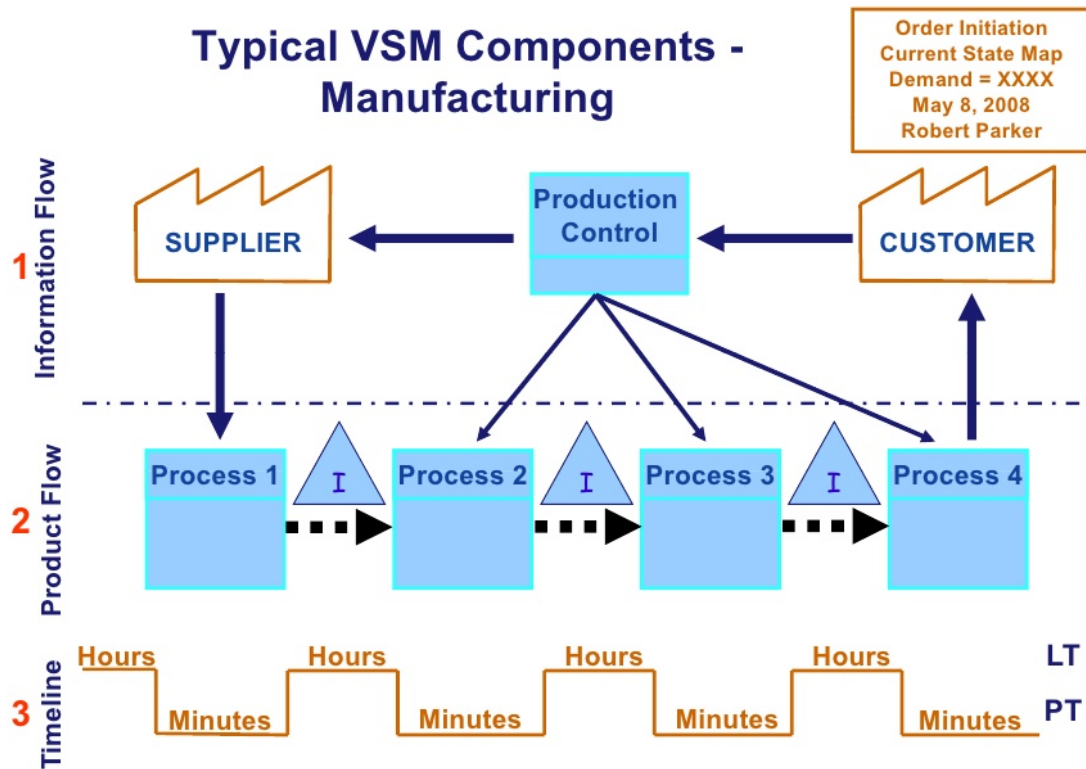 Typical VSM Components -
Manufacturing
Order Initiation
Current State Map
Demand = XXXX
May 8, 2008
Robert Parker
1
Information Flow
SUPPLIER
Production
Control
CUSTOMER
2
Product Flow
Process 1
I
Process 2
I
Process 3
I
Process 4
3
Timeline
Hours
Hours
Hours
Hours
LT
Minutes
Minutes
Minutes
Minutes
PT